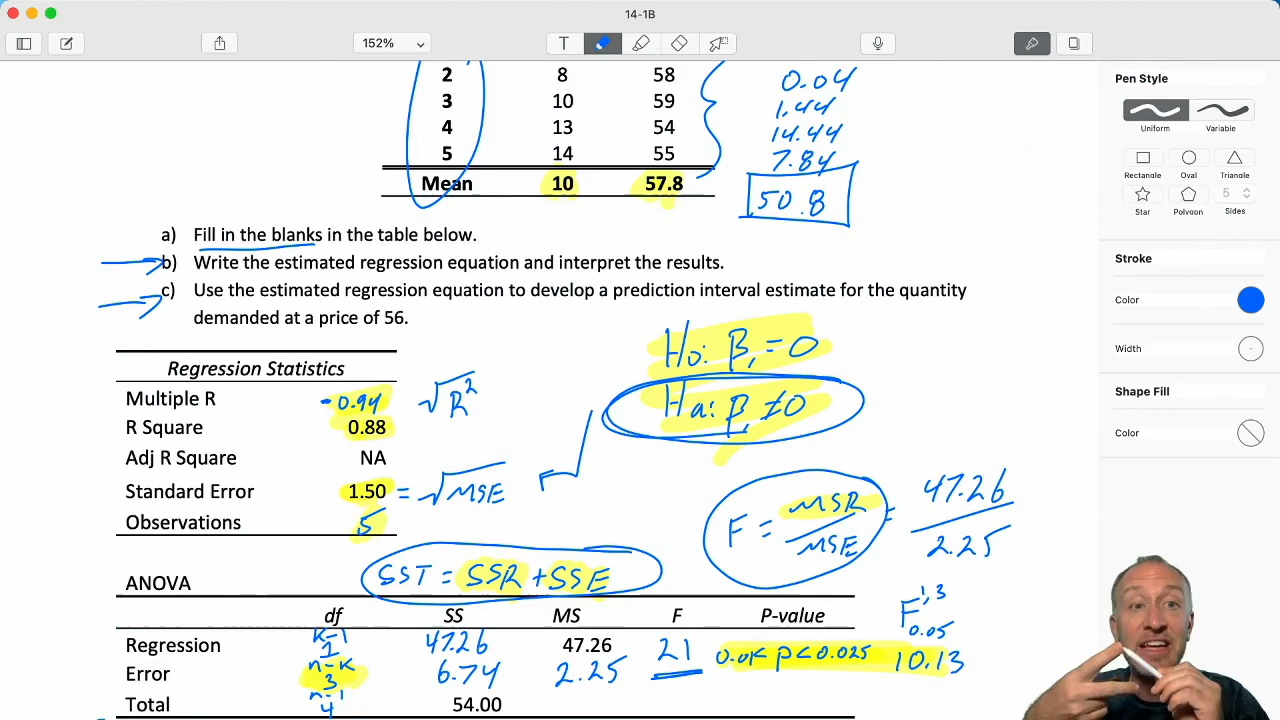 14-1B
152%
T
Pen Style
Uniform Variable
Rectangle Oval Triangle
Star Polygon 5 Sides
Stroke
Color
Width
Shape Fill
Color
2 8 58 0.04
3 10 59 1.44
4 13 54 14.44
5 14 55 7.84
Mean 10 57.8 50.8
a) Fill in the blanks in the table below.
b) Write the estimated regression equation and interpret the results.
c) Use the estimated regression equation to develop a prediction interval estimate for the quantity
demanded at a price of 56.
H0: β1 = 0
Ha: β1 ≠ 0
Regression Statistics
Multiple R -0.94 √R²
R Square 0.88
Adj R Square NA
Standard Error 1.50 = √MSE
Observations 5
F = MSR/MSE = 47.26/2.25
SST = SSR + SSE
ANOVA
F 1,3 0.05
df SS MS F P-value
k-1
Regression 1 47.26 47.26 21 0.01< p < 0.025 10.13
n-k
Error 3 6.74 2.25
n-1
Total 4 54.00